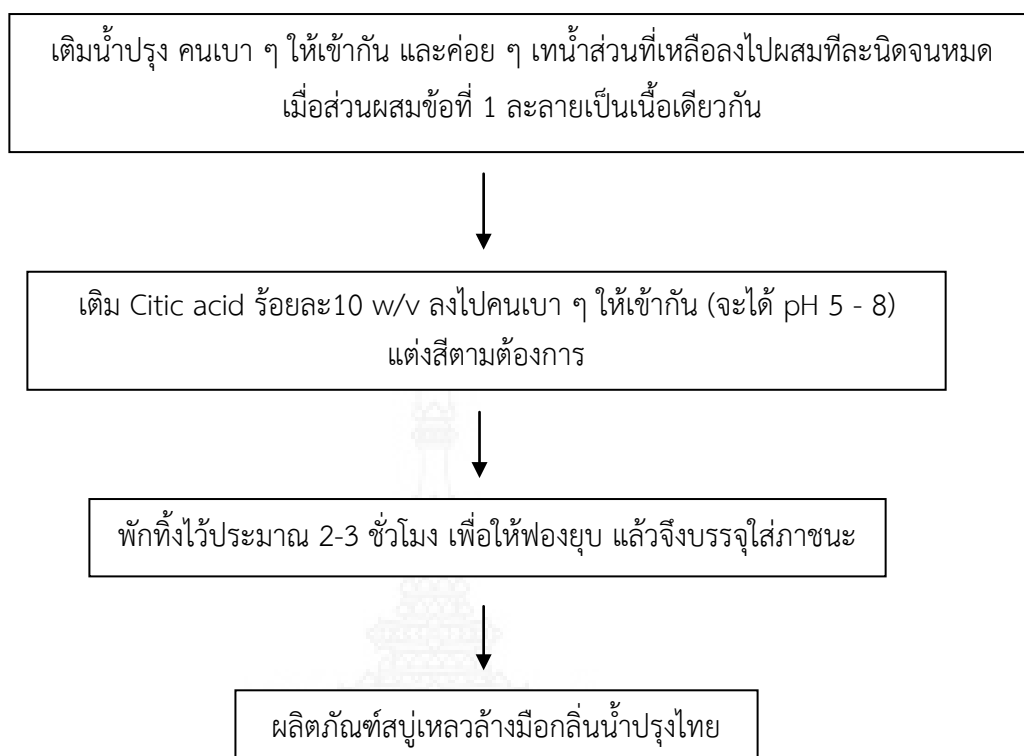 เติมน้ำปรุง คนเบา ๆ ให้เข้ากัน และค่อย ๆ เทน้ำส่วนที่เหลือลงไปผสมทีละนิดจนหมด
เมื่อส่วนผสมข้อที่ 1 ละลายเป็นเนื้อเดียวกัน
เติม Citic acid ร้อยละ10 w/v ลงไปคนเบา ๆ ให้เข้ากัน (จะได้ pH 5 - 8)
แต่งสีตามต้องการ
พักทิ้งไว้ประมาณ 2-3 ชั่วโมง เพื่อให้ฟองยุบ แล้วจึงบรรจุใส่ภาชนะ
ผลิตภัณฑ์สบู่เหลวล้างมือกลิ่นน้ำปรุงไทย